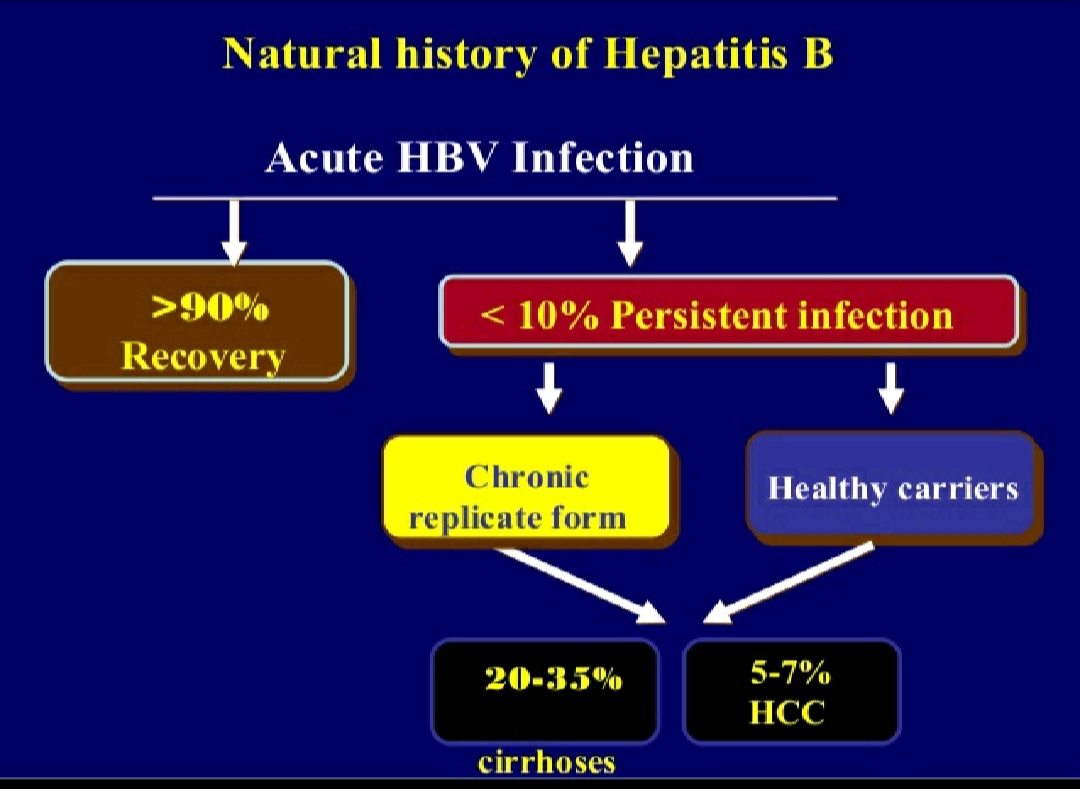 Natural history of Hepatitis B
Acute HBV Infection
>90%
Recovery
< 10% Persistent infection
Chronic
replicate form
Healthy carriers
20-35%
cirrhoses
5-7%
HCC